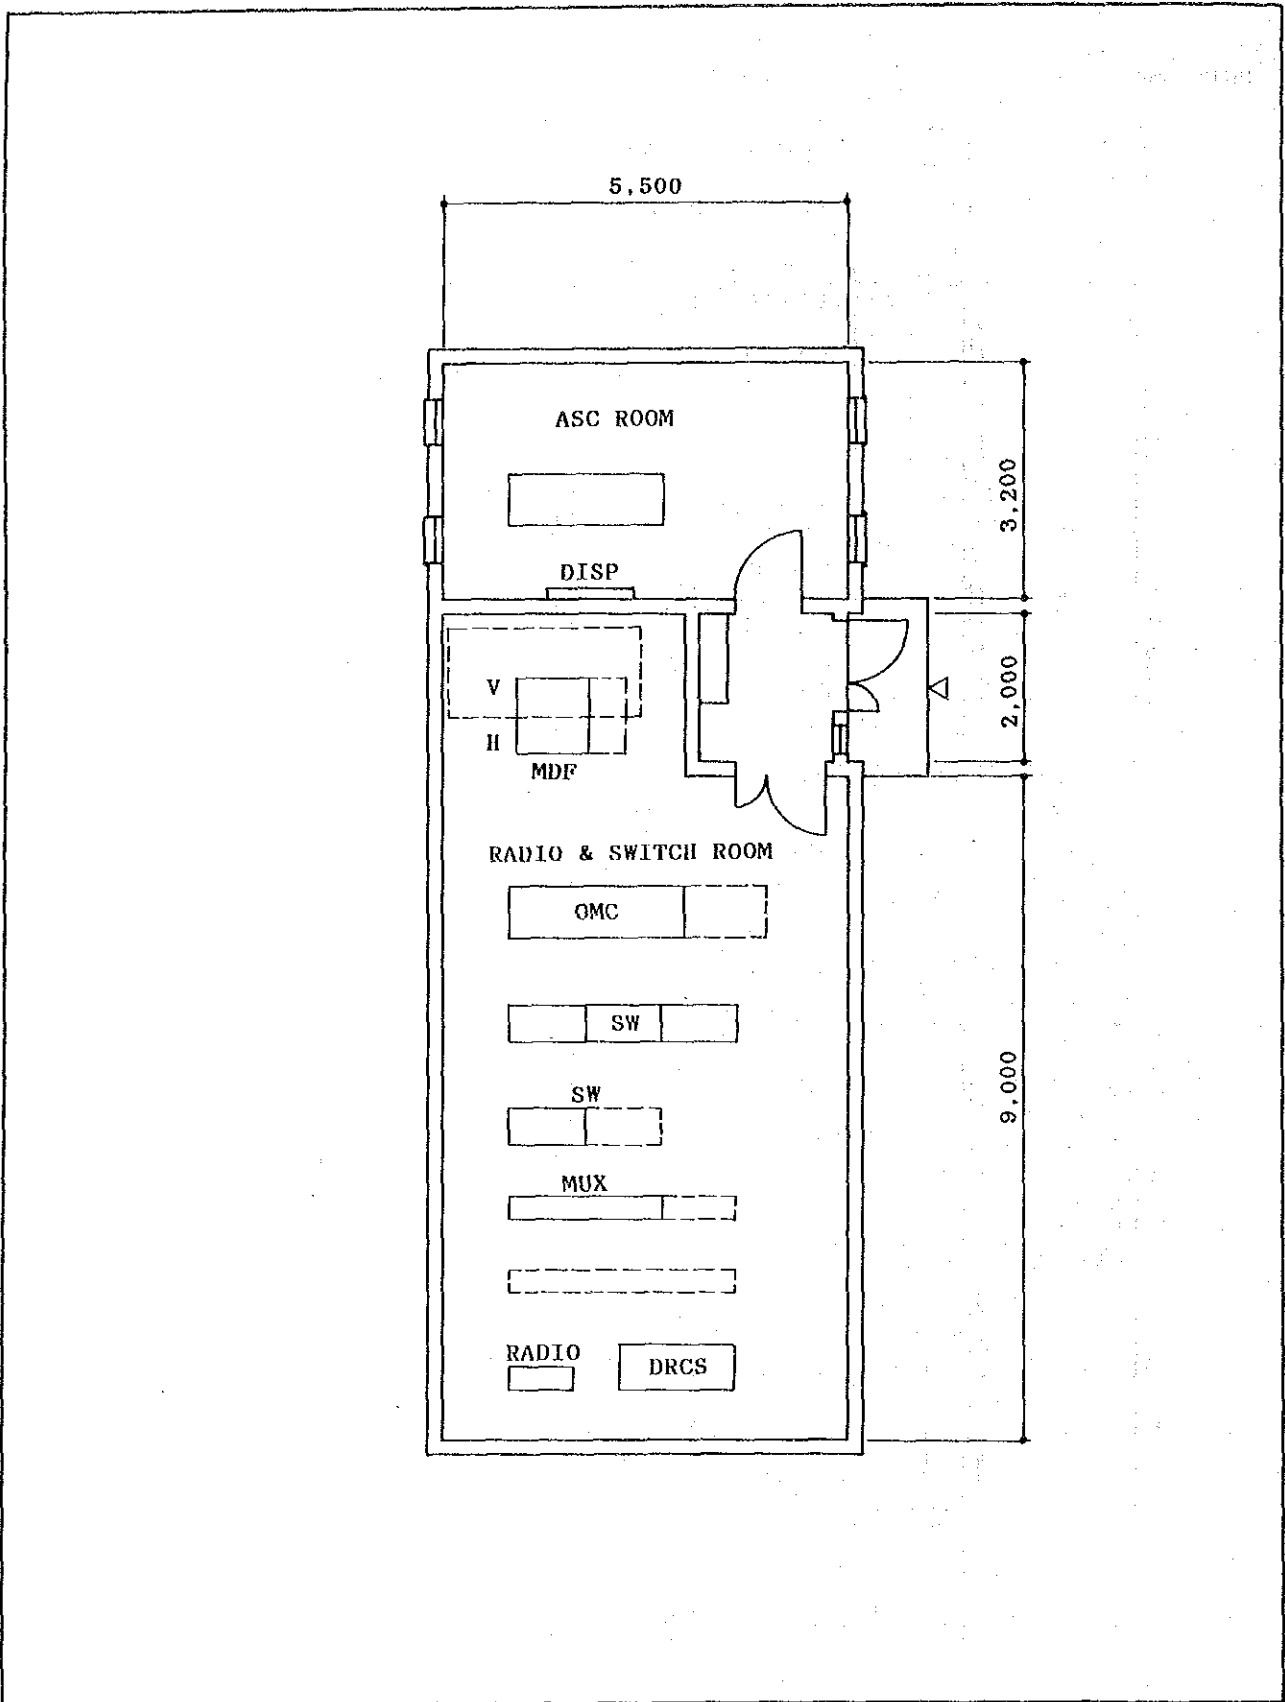 5,500
ASC ROOM
3,200
DISP
V
2,000
H
MDF
RADIO & SWITCH ROOM
OMC
SW
9,000
SW
MUX
RADIO
DRCS